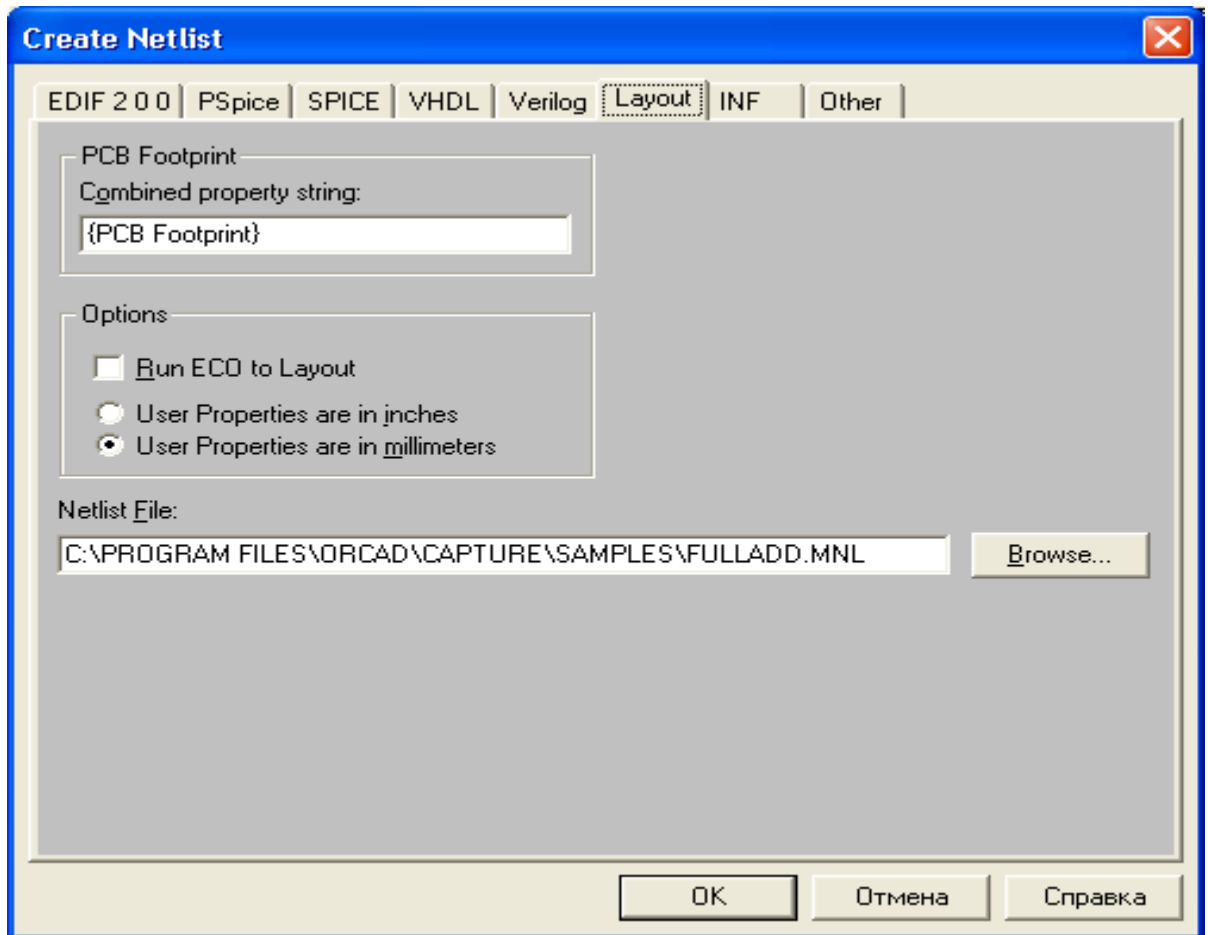 Create Netlist
EDIF 2 0 0 PSpice SPICE VHDL Verilog Layout INF Other
PCB Footprint
Combined property string:
{PCB Footprint}
Options
Run ECO to Layout
User Properties are in inches
User Properties are in millimeters
Netlist File:
C:\PROGRAM FILES\ORCAD\CAPTURE\SAMPLES\FULLADD.MNL Browse...
OK Отмена Справка